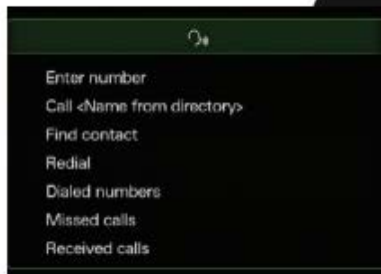 Enter number
Call <Name from directory>
Find contact
Redial
Dialed numbers
Missed calls
Received calls